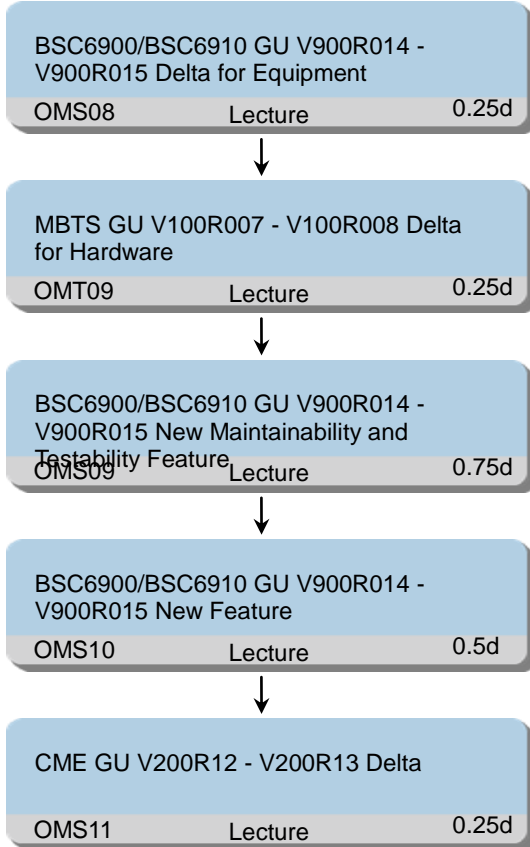 BSC6900/BSC6910 GU V900R014 -
V900R015 Delta for Equipment
OMS08 Lecture 0.25d
MBTS GU V100R007 - V100R008 Delta
for Hardware
OMT09 Lecture 0.25d
BSC6900/BSC6910 GU V900R014 -
V900R015 New Maintainability and
Testability Feature
OMS09 Lecture 0.75d
BSC6900/BSC6910 GU V900R014 -
V900R015 New Feature
OMS10 Lecture 0.5d
CME GU V200R12 - V200R13 Delta
OMS11 Lecture 0.25d